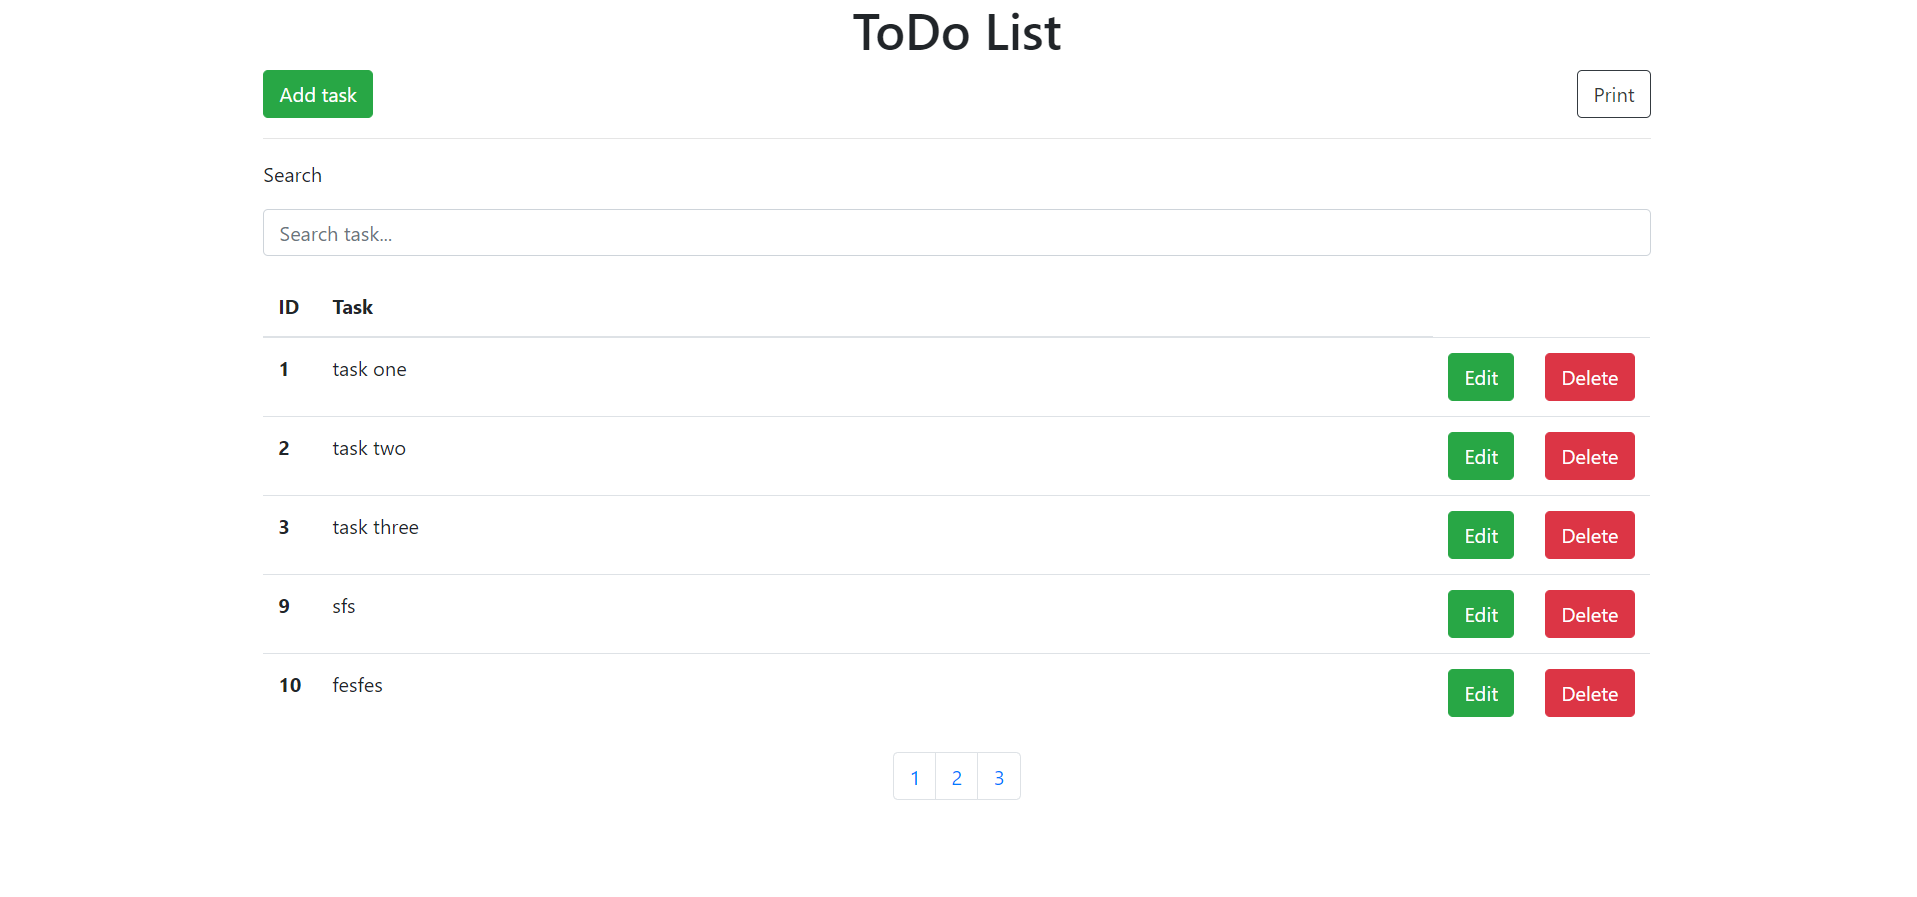 ToDo List
Add task Print
Search
Search task...
ID Task
1 task one Edit Delete
2 task two Edit Delete
3 task three Edit Delete
9 sfs Edit Delete
10 fesfes Edit Delete
1 2 3